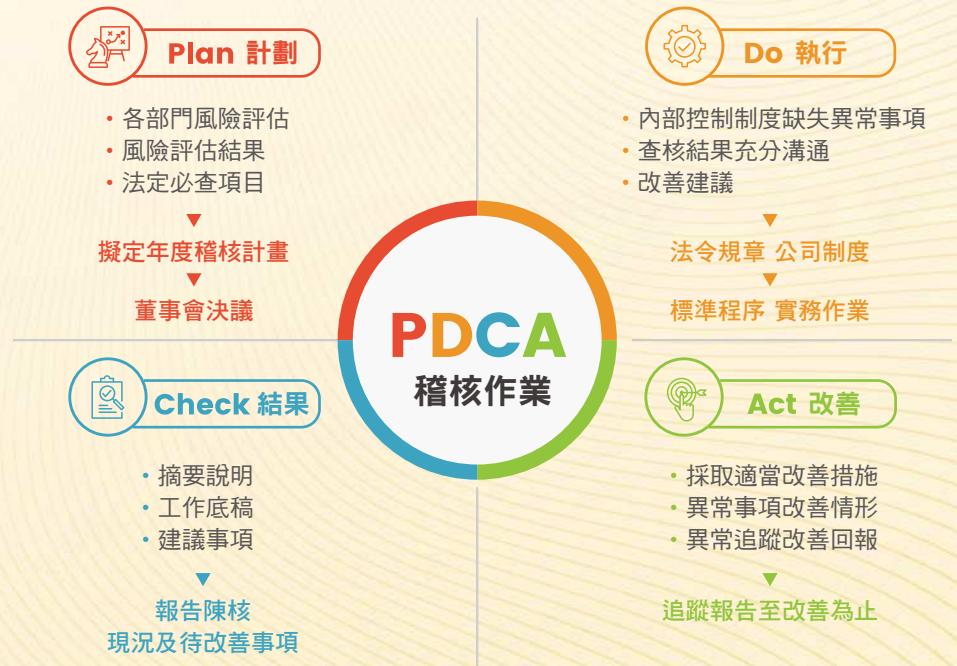 Plan 計劃
• 各部門風險評估
• 風險評估結果
• 法定必查項目
▼
擬定年度稽核計畫
▼
董事會決議
Do 執行
• 內部控制制度缺失異常事項
• 查核結果充分溝通
• 改善建議
▼
法令規章 公司制度
▼
標準程序 實務作業
PDCA
稽核作業
Check 結果
• 摘要說明
• 工作底稿
• 建議事項
▼
報告陳核
現況及待改善事項
Act 改善
• 採取適當改善措施
• 異常事項改善情形
• 異常追蹤改善回報
▼
追蹤報告至改善為止